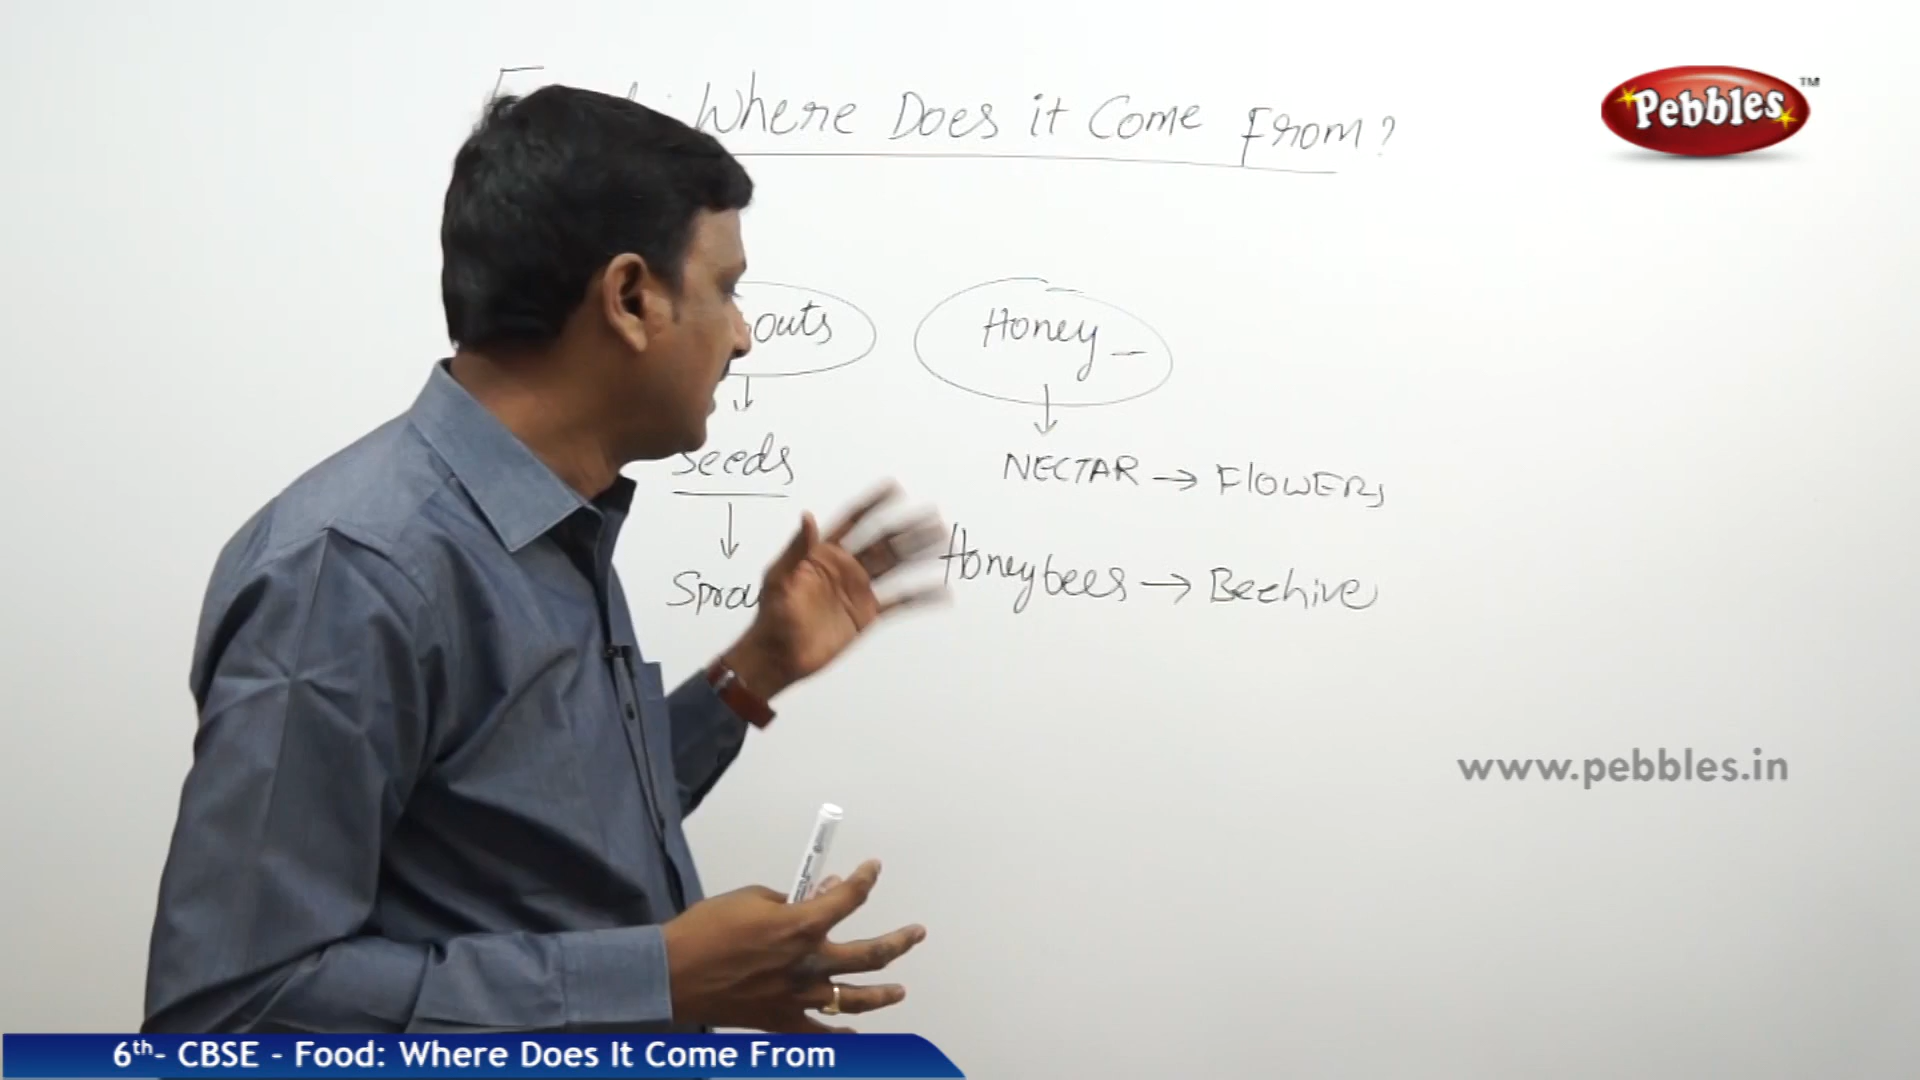 Where Does it Come From?
Pebbles™
Honey
Seeds
NECTAR → FLOWERs
Honeybees → Beehive
www.pebbles.in
6th- CBSE - Food: Where Does It Come From